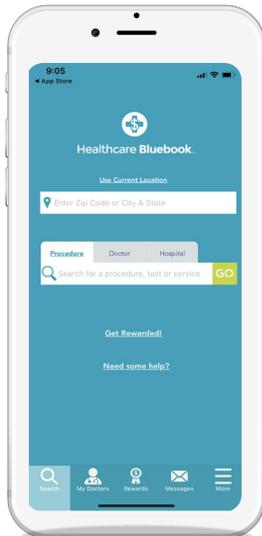 9:05
◀ App Store
Healthcare Bluebook
Use Current Location
Enter Zip Code or City & State
Procedure Doctor Hospital
Search for a procedure, test or service GO
Get Rewarded!
Need some help?
Search My Doctors Rewards Messages More